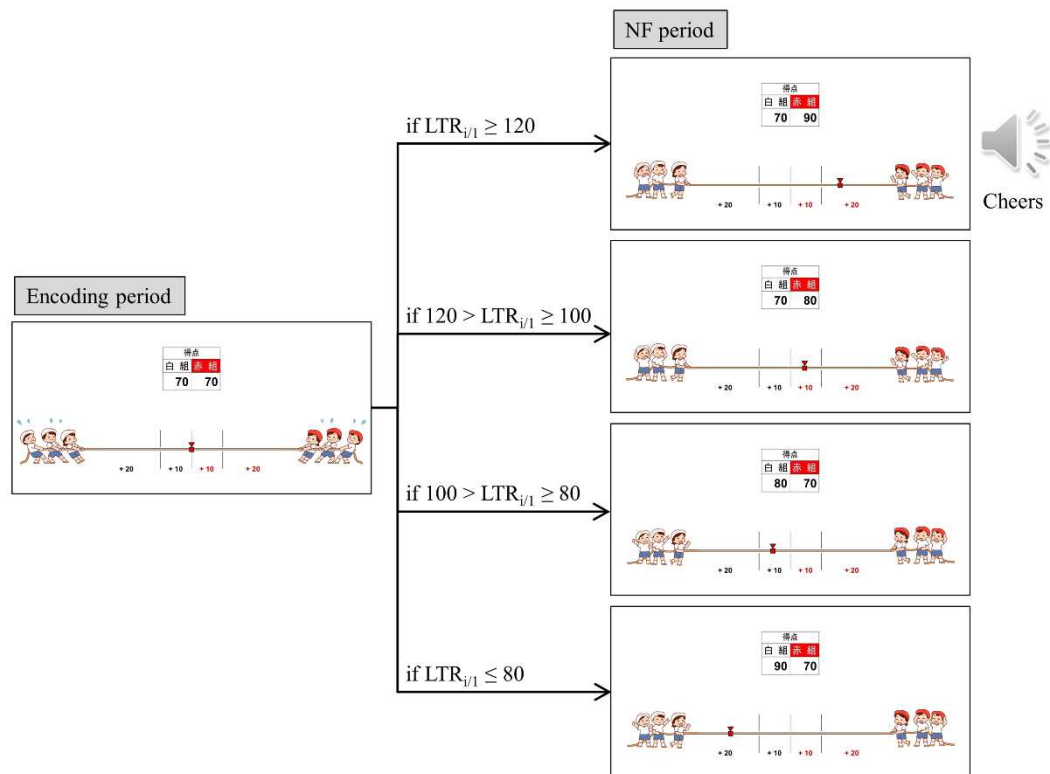 NF period
得点
白 組 赤 組
70 90
+ 20 + 10 + 10 + 20
Cheers
if LTRi/1 ≥ 120
得点
白 組 赤 組
70 80
+ 20 + 10 + 10 + 20
if 120 > LTRi/1 ≥ 100
Encoding period
得点
白 組 赤 組
70 70
+ 20 + 10 + 10 + 20
得点
白 組 赤 組
80 70
+ 20 + 10 + 10 + 20
if 100 > LTRi/1 ≥ 80
得点
白 組 赤 組
90 70
+ 20 + 10 + 10 + 20
if LTRi/1 ≤ 80